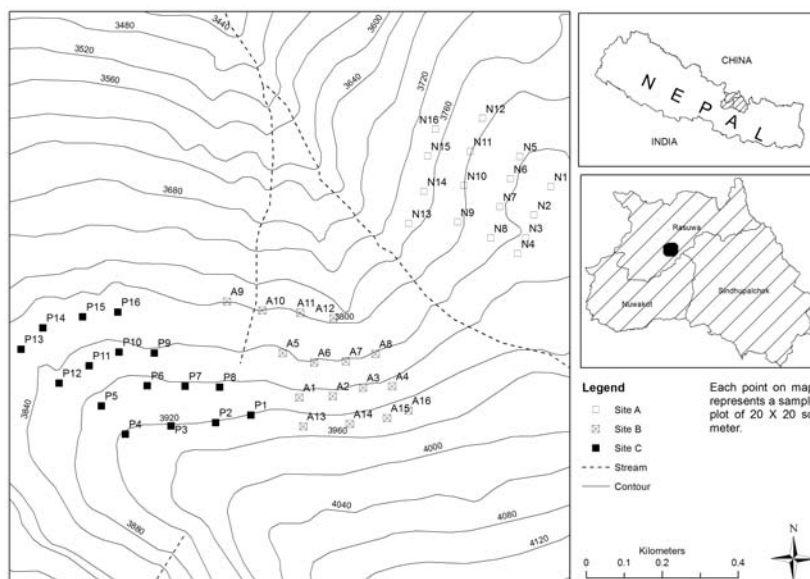 3440
3480
3520
3560
3600
3640
3680
3720
3760
3800
3840
3880
3920
3960
4000
4040
4080
4120
N12
N16
N11
N15
N5
N6
N10
N14
N1
N7
N2
N9
N13
N8
N3
N4
A9
A10
A11
A12
P16
P15
P14
P13
P10
P9
P11
P12
A5
A6
A7
A8
P6
P7
P8
A1
A2
A3
A4
P5
P4
P3
P2
P1
A13
A14
A15
A16
CHINA
NEPAL
INDIA
Rasuwa
Nuwakot
Sindhupalchok
Legend
Site A
Site B
Site C
Stream
Contour
Each point on map
represents a sampl
plot of 20 X 20 sq
meter.
Kilometers
0 0.2 0.4
N